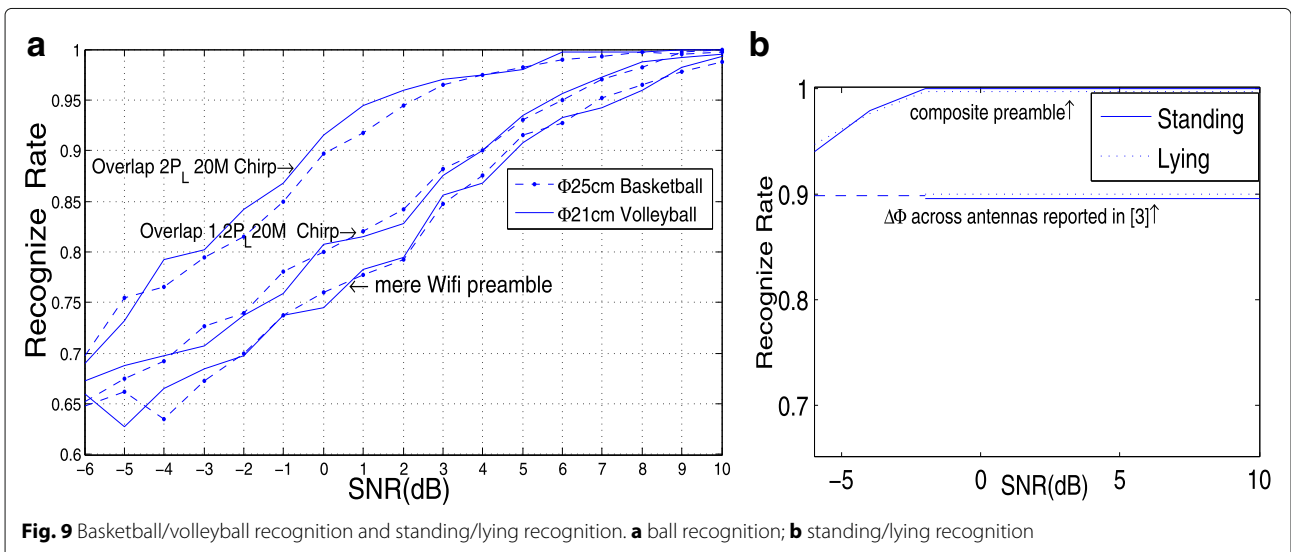 a
Recognize Rate
1
0.95
0.9
0.85
0.8
0.75
0.7
0.65
0.6
−6 −5 −4 −3 −2 −1 0 1 2 3 4 5 6 7 8 9 10
SNR(dB)
Overlap 2P_L 20M Chirp→
Overlap 1.2P_L 20M Chirp→
← mere Wifi preamble
Φ25cm Basketball
Φ21cm Volleyball
b
Recognize Rate
1
0.9
0.8
0.7
−5 0 5 10
SNR(dB)
composite preamble↑
Standing
Lying
ΔΦ across antennas reported in [3]↑
Fig. 9 Basketball/volleyball recognition and standing/lying recognition. a ball recognition; b standing/lying recognition